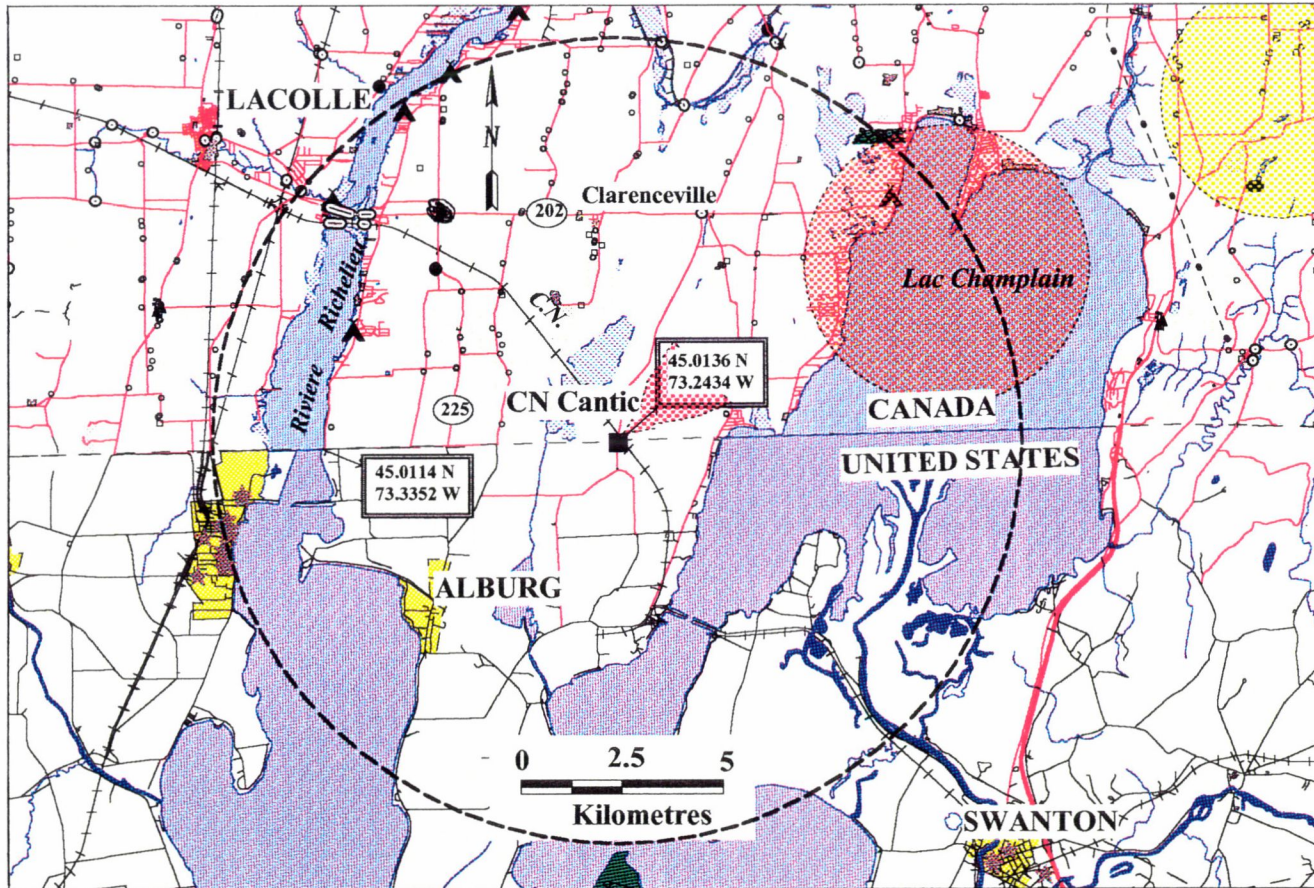 LACOLLE
N
Clarenceville
202
Riviere Richelieu
Lac Champlain
C.N.
45.0136 N
73.2434 W
CN Cantic
225
CANADA
UNITED STATES
45.0114 N
73.3352 W
ALBURG
0 2.5 5
Kilometres
SWANTON